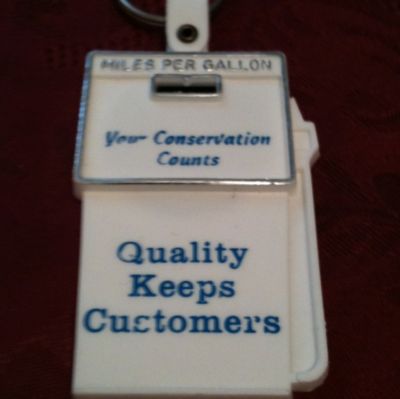 MILES PER GALLON
Your Conservation
Counts
Quality
Keeps
Customers